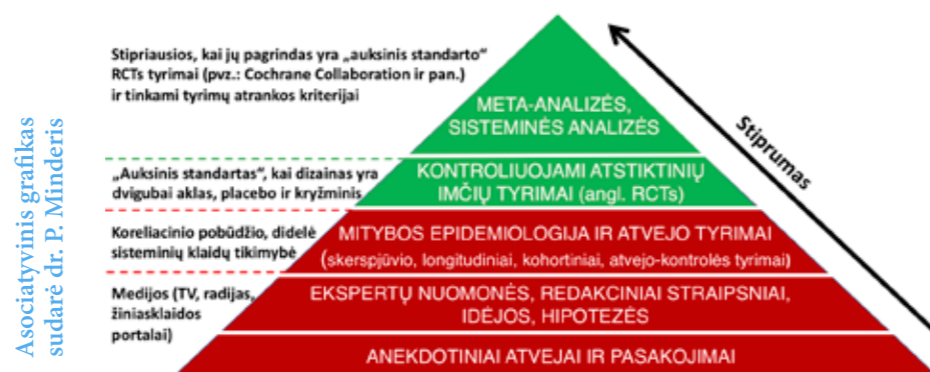 Asociatyvinis grafikas
sudarė dr. P. Minderis
Stipriausios, kai jų pagrindas yra „auksinis standarto“
RCTs tyrimai (pvz.: Cochrane Collaboration ir pan.)
ir tinkami tyrimų atrankos kriterijai
META-ANALIZĖS,
SISTEMINĖS ANALIZĖS
Stiprumas
„Auksinis standartas“, kai dizainas yra
dvigubai aklas, placebo ir kryžminis
KONTROLIUOJAMI ATSTIKTINIŲ
IMČIŲ TYRIMAI (angl. RCTs)
Koreliacinio pobūdžio, didelė
sisteminių klaidų tikimybė
MITYBOS EPIDEMIOLOGIJA IR ATVEJO TYRIMAI
(skerspjūvio, longitudiniai, kohortiniai, atvejo-kontrolės tyrimai)
Medijos (TV, radijas,
žiniasklaidos
portalai)
EKSPERTŲ NUOMONĖS, REDAKCINIAI STRAIPSNIAI,
IDĖJOS, HIPOTEZĖS
ANEKDOTINIAI ATVEJAI IR PASAKOJIMAI